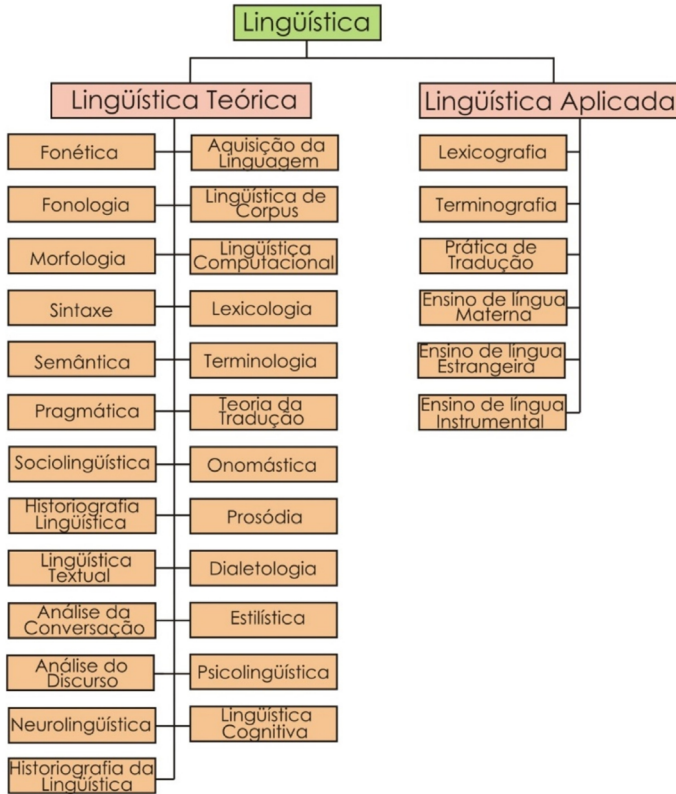 Lingüística
Lingüística Teórica
Fonética
Fonologia
Morfologia
Sintaxe
Semântica
Pragmática
Sociolingüística
Historiografia
Lingüística
Lingüística
Textual
Análise da
Conversação
Análise do
Discurso
Neurolingüística
Historiografia da
Lingüística
Aquisição da
Linguagem
Lingüística de
Corpus
Lingüística
Computacional
Lexicologia
Terminologia
Teoria da
Tradução
Onomástica
Prosódia
Dialetologia
Estilística
Psicolingüística
Lingüística
Cognitiva
Lingüística Aplicada
Lexicografia
Terminografia
Prática de
Tradução
Ensino de língua
Materna
Ensino de língua
Estrangeira
Ensino de língua
Instrumental